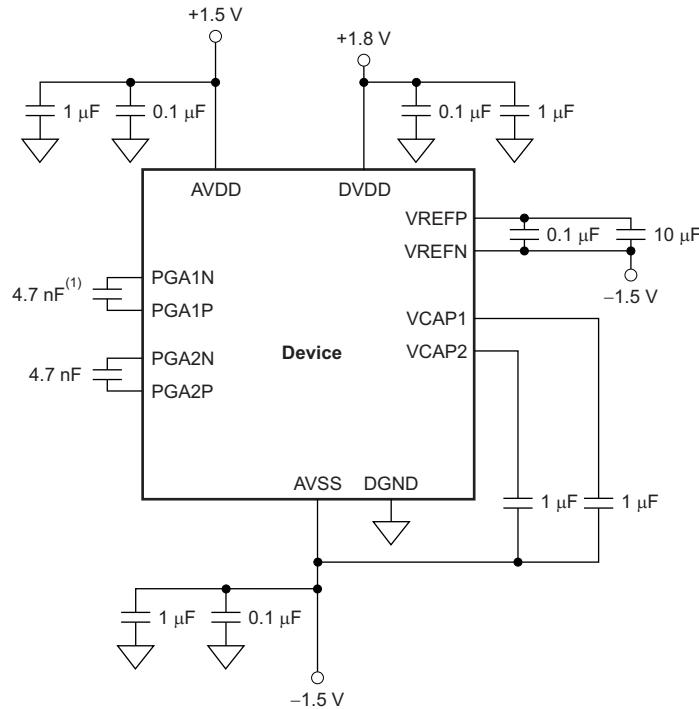 +1.5 V
+1.8 V
1 μF
0.1 μF
0.1 μF
1 μF
AVDD
DVDD
VREFP
VREFN
0.1 μF
10 μF
−1.5 V
4.7 nF(1)
PGA1N
PGA1P
4.7 nF
PGA2N
PGA2P
Device
VCAP1
VCAP2
AVSS
DGND
1 μF
1 μF
1 μF
0.1 μF
−1.5 V